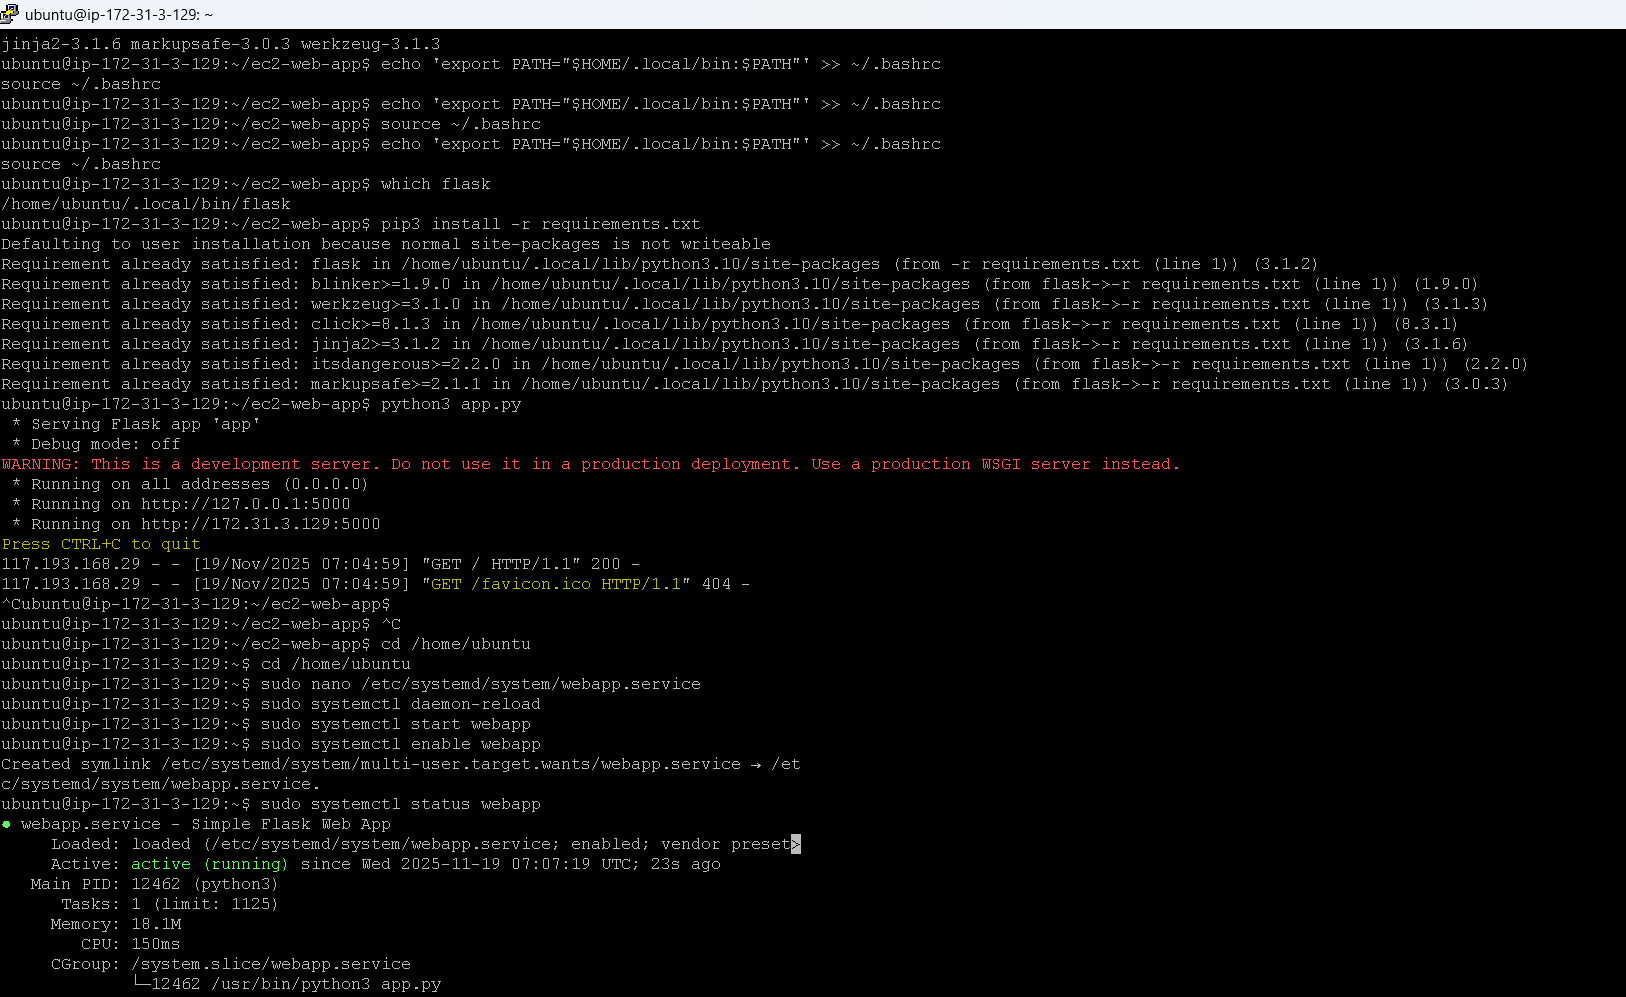 ubuntu@ip-172-31-3-129: ~
jinja2-3.1.6 markupsafe-3.0.3 werkzeug-3.1.3
ubuntu@ip-172-31-3-129:~/ec2-web-app$ echo 'export PATH="$HOME/.local/bin:$PATH"' >> ~/.bashrc
source ~/.bashrc
ubuntu@ip-172-31-3-129:~/ec2-web-app$ echo 'export PATH="$HOME/.local/bin:$PATH"' >> ~/.bashrc
ubuntu@ip-172-31-3-129:~/ec2-web-app$ source ~/.bashrc
ubuntu@ip-172-31-3-129:~/ec2-web-app$ echo 'export PATH="$HOME/.local/bin:$PATH"' >> ~/.bashrc
source ~/.bashrc
ubuntu@ip-172-31-3-129:~/ec2-web-app$ which flask
/home/ubuntu/.local/bin/flask
ubuntu@ip-172-31-3-129:~/ec2-web-app$ pip3 install -r requirements.txt
Defaulting to user installation because normal site-packages is not writeable
Requirement already satisfied: flask in /home/ubuntu/.local/lib/python3.10/site-packages (from -r requirements.txt (line 1)) (3.1.2)
Requirement already satisfied: blinker>=1.9.0 in /home/ubuntu/.local/lib/python3.10/site-packages (from flask->-r requirements.txt (line 1)) (1.9.0)
Requirement already satisfied: werkzeug>=3.1.0 in /home/ubuntu/.local/lib/python3.10/site-packages (from flask->-r requirements.txt (line 1)) (3.1.3)
Requirement already satisfied: click>=8.1.3 in /home/ubuntu/.local/lib/python3.10/site-packages (from flask->-r requirements.txt (line 1)) (8.3.1)
Requirement already satisfied: jinja2>=3.1.2 in /home/ubuntu/.local/lib/python3.10/site-packages (from flask->-r requirements.txt (line 1)) (3.1.6)
Requirement already satisfied: itsdangerous>=2.2.0 in /home/ubuntu/.local/lib/python3.10/site-packages (from flask->-r requirements.txt (line 1)) (2.2.0)
Requirement already satisfied: markupsafe>=2.1.1 in /home/ubuntu/.local/lib/python3.10/site-packages (from flask->-r requirements.txt (line 1)) (3.0.3)
ubuntu@ip-172-31-3-129:~/ec2-web-app$ python3 app.py
 * Serving Flask app 'app'
 * Debug mode: off
WARNING: This is a development server. Do not use it in a production deployment. Use a production WSGI server instead.
 * Running on all addresses (0.0.0.0)
 * Running on http://127.0.0.1:5000
 * Running on http://172.31.3.129:5000
Press CTRL+C to quit
117.193.168.29 - - [19/Nov/2025 07:04:59] "GET / HTTP/1.1" 200 -
117.193.168.29 - - [19/Nov/2025 07:04:59] "GET /favicon.ico HTTP/1.1" 404 -
^Cubuntu@ip-172-31-3-129:~/ec2-web-app$
ubuntu@ip-172-31-3-129:~/ec2-web-app$ ^C
ubuntu@ip-172-31-3-129:~/ec2-web-app$ cd /home/ubuntu
ubuntu@ip-172-31-3-129:~$ cd /home/ubuntu
ubuntu@ip-172-31-3-129:~$ sudo nano /etc/systemd/system/webapp.service
ubuntu@ip-172-31-3-129:~$ sudo systemctl daemon-reload
ubuntu@ip-172-31-3-129:~$ sudo systemctl start webapp
ubuntu@ip-172-31-3-129:~$ sudo systemctl enable webapp
Created symlink /etc/systemd/system/multi-user.target.wants/webapp.service → /et
c/systemd/system/webapp.service.
ubuntu@ip-172-31-3-129:~$ sudo systemctl status webapp
● webapp.service - Simple Flask Web App
     Loaded: loaded (/etc/systemd/system/webapp.service; enabled; vendor preset>
     Active: active (running) since Wed 2025-11-19 07:07:19 UTC; 23s ago
   Main PID: 12462 (python3)
      Tasks: 1 (limit: 1125)
     Memory: 18.1M
        CPU: 150ms
     CGroup: /system.slice/webapp.service
             └─12462 /usr/bin/python3 app.py